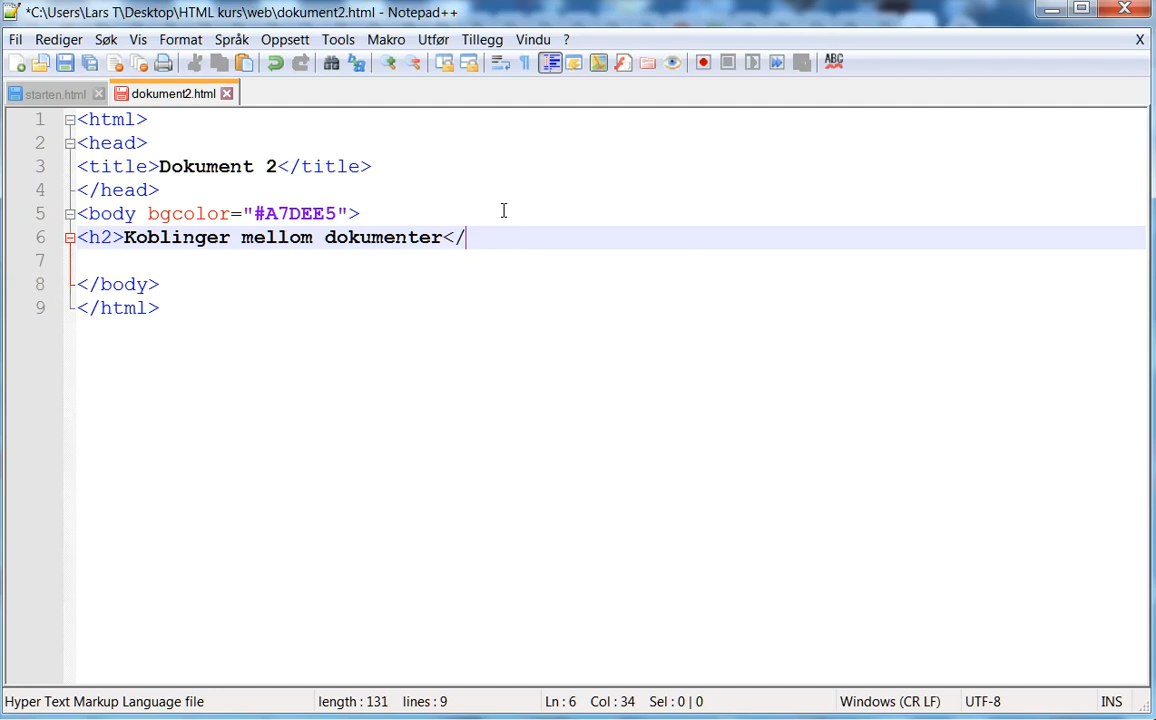 *C:\Users\Lars T\Desktop\HTML kurs\web\dokument2.html - Notepad++
Fil Rediger Søk Vis Format Språk Oppsett Tools Makro Utfør Tillegg Vindu ? X
ABC
starten.html dokument2.html
1 <html>
2 <head>
3 <title>Dokument 2</title>
4 </head>
5 <body bgcolor="#A7DEE5">
6 <h2>Koblinger mellom dokumenter</
7
8 </body>
9 </html>
Hyper Text Markup Language file length : 131 lines : 9 Ln : 6 Col : 34 Sel : 0 | 0 Windows (CR LF) UTF-8 INS